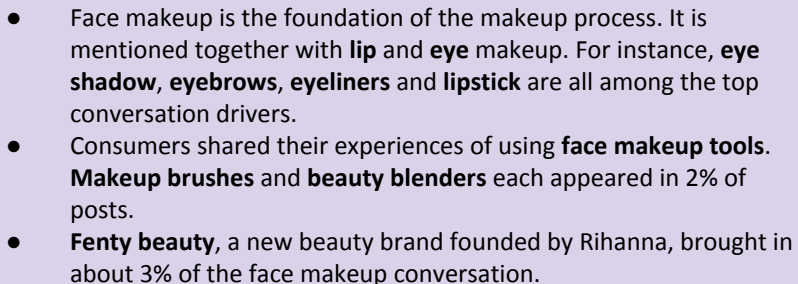 ● Face makeup is the foundation of the makeup process. It is
mentioned together with lip and eye makeup. For instance, eye
shadow, eyebrows, eyeliners and lipstick are all among the top
conversation drivers.
● Consumers shared their experiences of using face makeup tools.
Makeup brushes and beauty blenders each appeared in 2% of
posts.
● Fenty beauty, a new beauty brand founded by Rihanna, brought in
about 3% of the face makeup conversation.